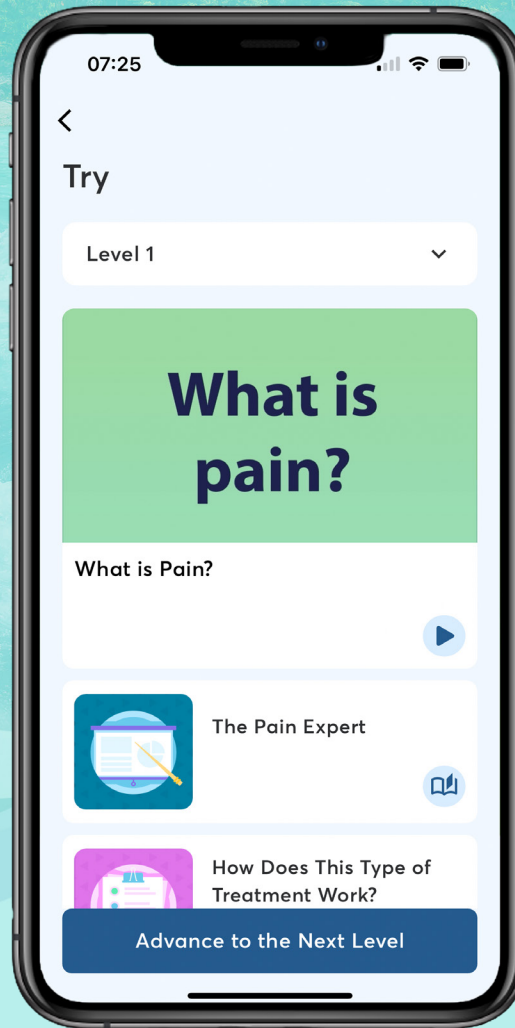 07:25
Try
Level 1
What is
pain?
What is Pain?
The Pain Expert
How Does This Type of
Treatment Work?
Advance to the Next Level